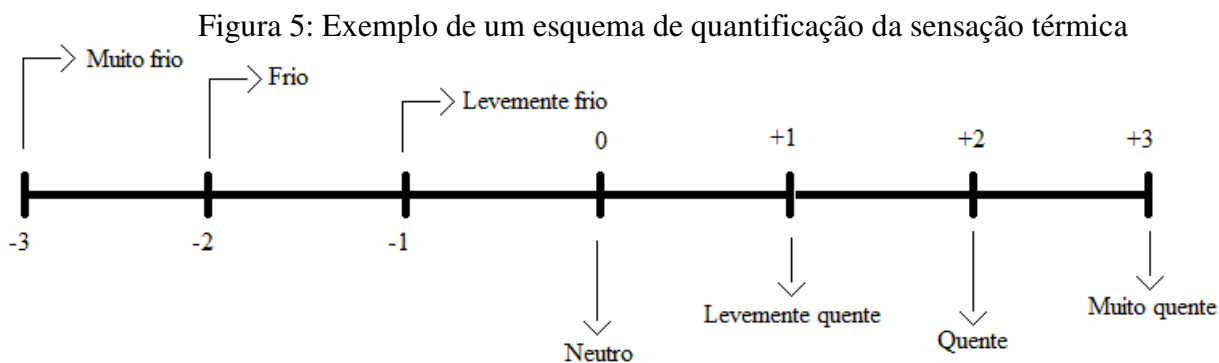 Figura 5: Exemplo de um esquema de quantificação da sensação térmica
Muito frio
Frio
Levemente frio
0
+1
+2
+3
-3
-2
-1
Levemente quente
Muito quente
Quente
Neutro